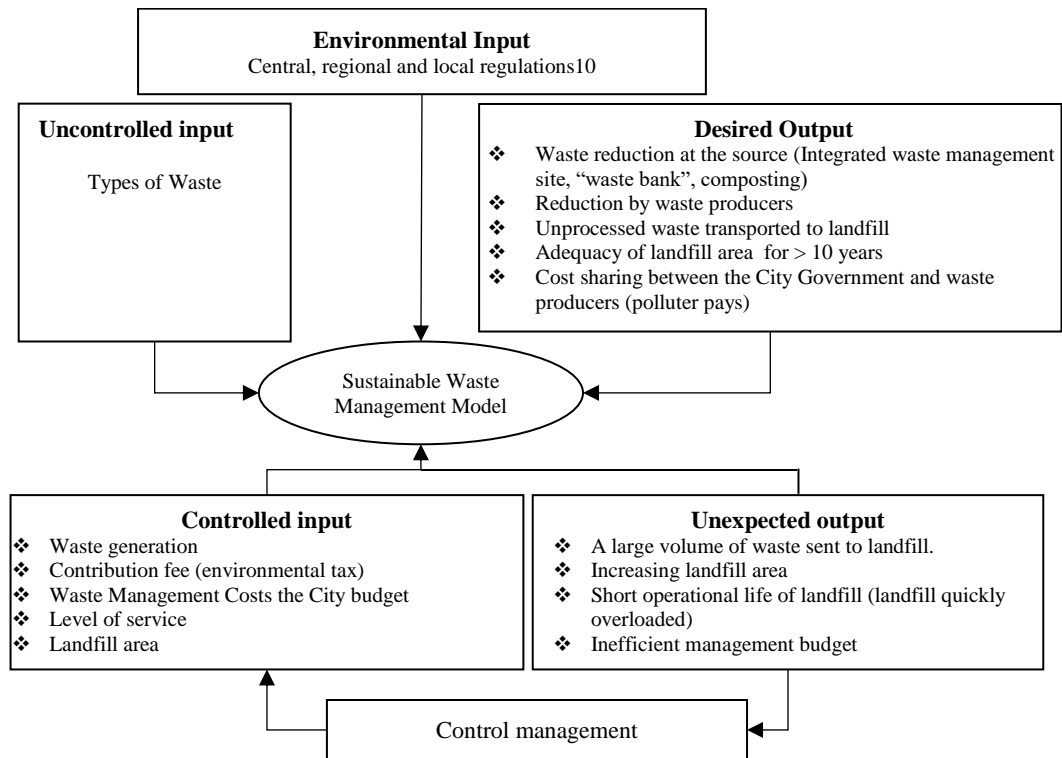 Environmental Input
Central, regional and local regulations10
Uncontrolled input
Types of Waste
Desired Output
❖ Waste reduction at the source (Integrated waste management
site, “waste bank”, composting)
❖ Reduction by waste producers
❖ Unprocessed waste transported to landfill
❖ Adequacy of landfill area for > 10 years
❖ Cost sharing between the City Government and waste
producers (polluter pays)
Sustainable Waste
Management Model
Controlled input
❖ Waste generation
❖ Contribution fee (environmental tax)
❖ Waste Management Costs the City budget
❖ Level of service
❖ Landfill area
Unexpected output
❖ A large volume of waste sent to landfill.
❖ Increasing landfill area
❖ Short operational life of landfill (landfill quickly
overloaded)
❖ Inefficient management budget
Control management